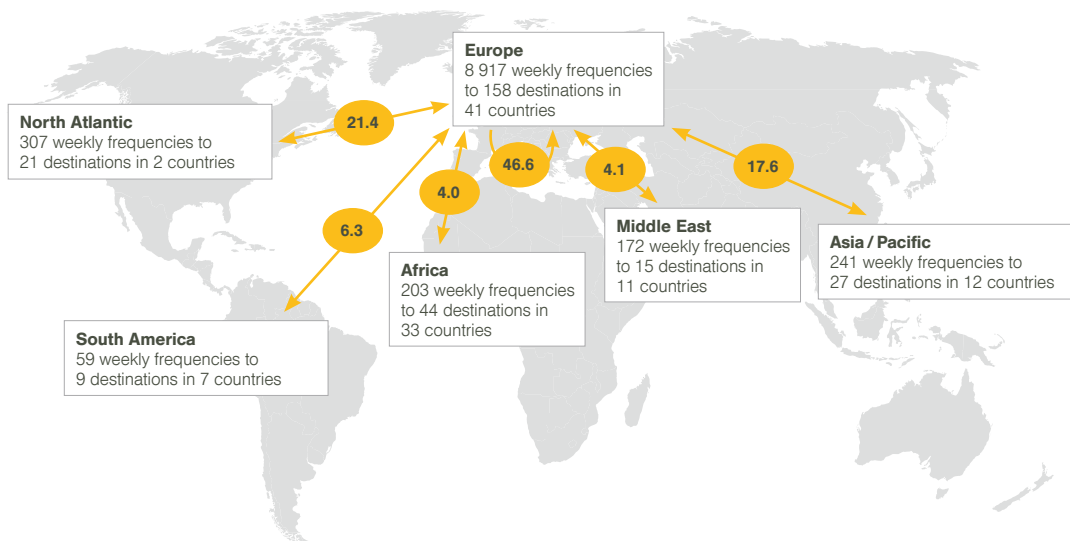 Europe
8 917 weekly frequencies
to 158 destinations in
41 countries
North Atlantic
307 weekly frequencies to
21 destinations in 2 countries
21.4
46.6
4.0
4.1
17.6
6.3
Middle East
172 weekly frequencies
to 15 destinations in
11 countries
Asia / Pacific
241 weekly frequencies to
27 destinations in 12 countries
Africa
203 weekly frequencies
to 44 destinations in
33 countries
South America
59 weekly frequencies to
9 destinations in 7 countries